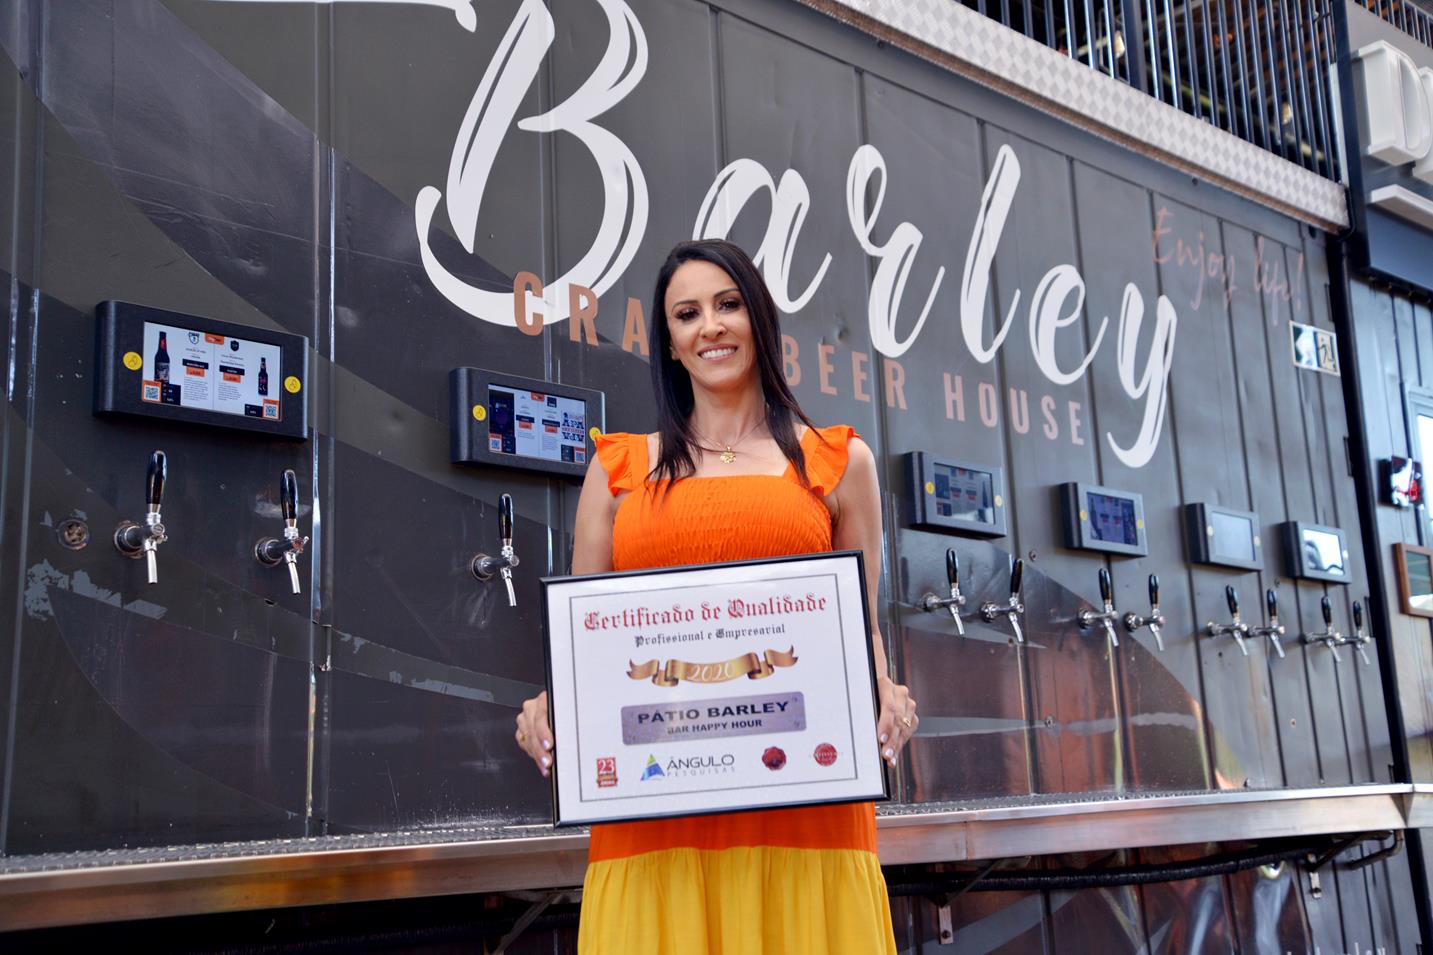 Barley
CRA BEER HOUSE
Enjoy life!
D
Certificado de Qualidade
Profissional e Empresarial
2020
PÁTIO BARLEY
BAR HAPPY HOUR
23
ÂNGULO
PESQUISAS